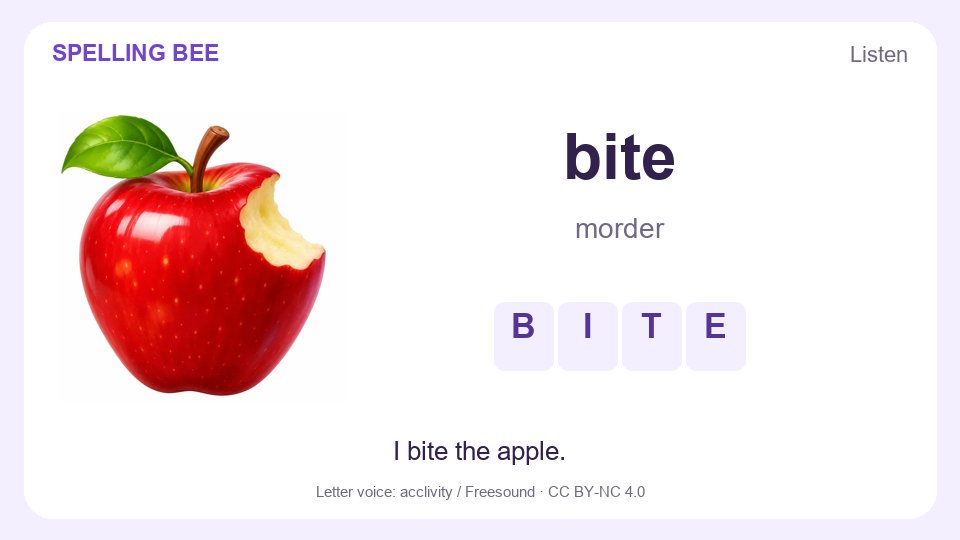 SPELLING BEE
Listen
bite
morder
B I T E
I bite the apple.
Letter voice: acclivity / Freesound · CC BY-NC 4.0